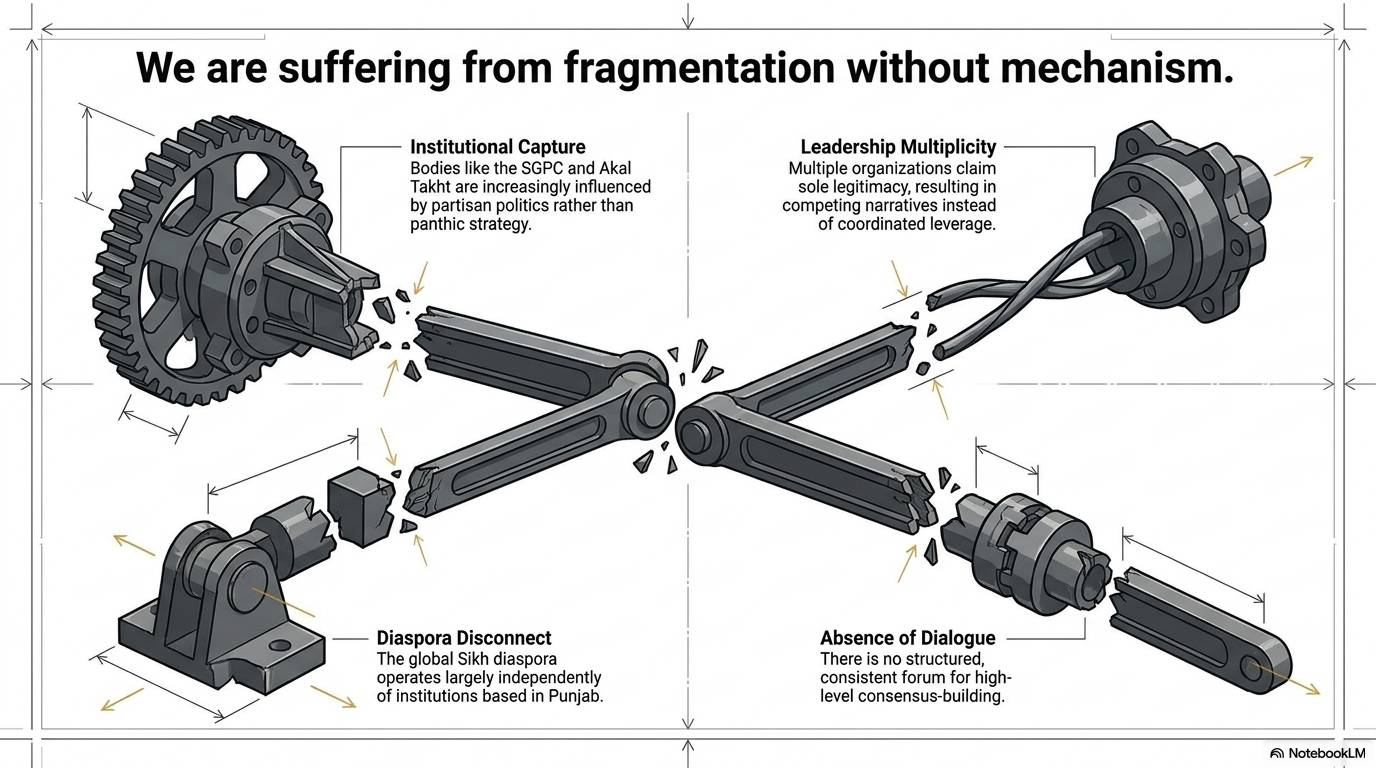 We are suffering from fragmentation without mechanism.
Institutional Capture
Bodies like the SGPC and Akal
Takht are increasingly influenced
by partisan politics rather than
panthic strategy.
Leadership Multiplicity
Multiple organizations claim
sole legitimacy, resulting in
competing narratives instead
of coordinated leverage.
Diaspora Disconnect
The global Sikh diaspora
operates largely independently
of institutions based in Punjab.
Absence of Dialogue
There is no structured,
consistent forum for high-
level consensus-building.
NotebookLM